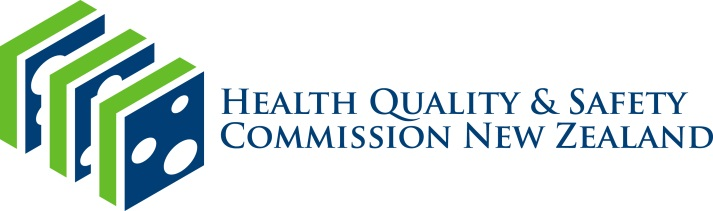 Health Quality & Safety
Commission New Zealand